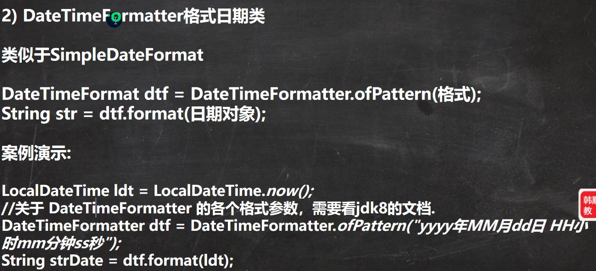 2) DateTimeFormatter格式日期类
类似于SimpleDateFormat
DateTimeFormat dtf = DateTimeFormatter.ofPattern(格式);
String str = dtf.format(日期对象);
案例演示:
LocalDateTime ldt = LocalDateTime.now();
//关于 DateTimeFormatter 的各个格式参数，需要看jdk8的文档.
DateTimeFormatter dtf = DateTimeFormatter.ofPattern("yyyy年MM月dd日 HH小
时mm分钟ss秒");
String strDate = dtf.format(ldt);
教